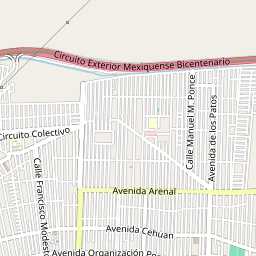 Circuito Exterior Mexiquense Bicentenario
Calle Manuel M. Ponce
Avenida de los Patos
Circuito Colectivo
Calle Francisco Modesto
Avenida Arenal
Avenida Cehuan
Avenida Organización Po